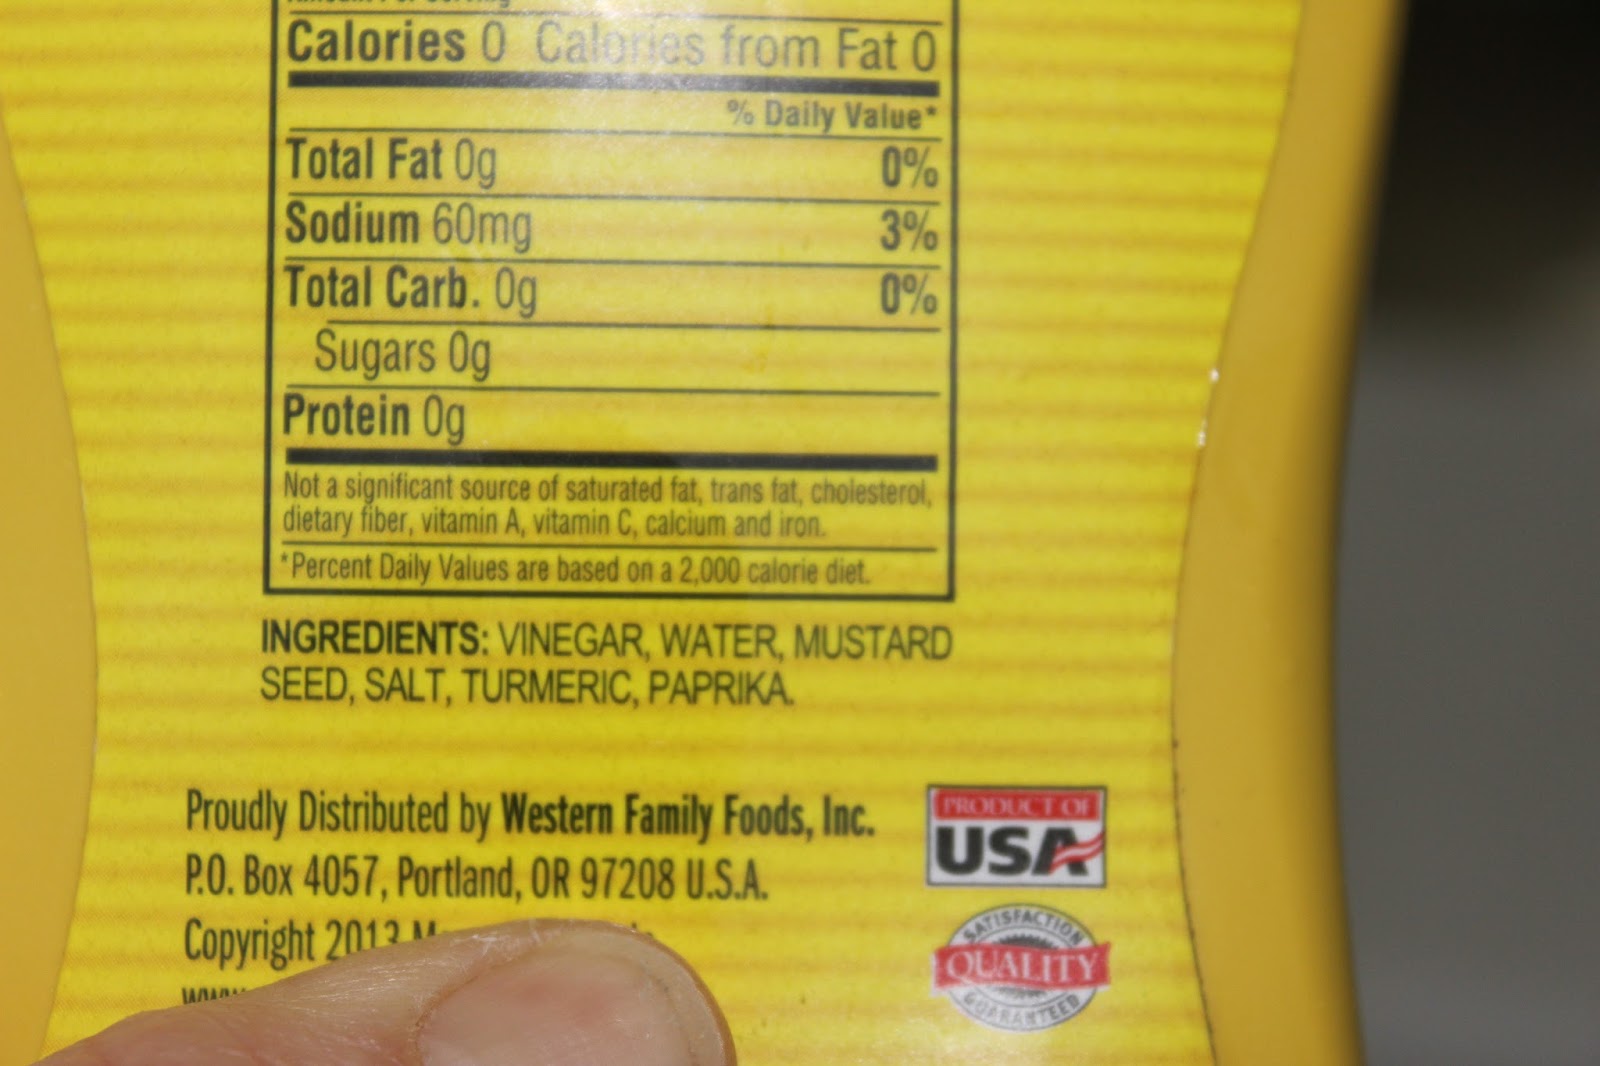 Calories 0 Calories from Fat 0
% Daily Value*
Total Fat 0g 0%
Sodium 60mg 3%
Total Carb. 0g 0%
Sugars 0g
Protein 0g
Not a significant source of saturated fat, trans fat, cholesterol,
dietary fiber, vitamin A, vitamin C, calcium and iron.
*Percent Daily Values are based on a 2,000 calorie diet.
INGREDIENTS: VINEGAR, WATER, MUSTARD
SEED, SALT, TURMERIC, PAPRIKA.
Proudly Distributed by Western Family Foods, Inc.
P.O. Box 4057, Portland, OR 97208 U.S.A.
Copyright 2013
PRODUCT OF
USA
SATISFACTION
QUALITY
GUARANTEED